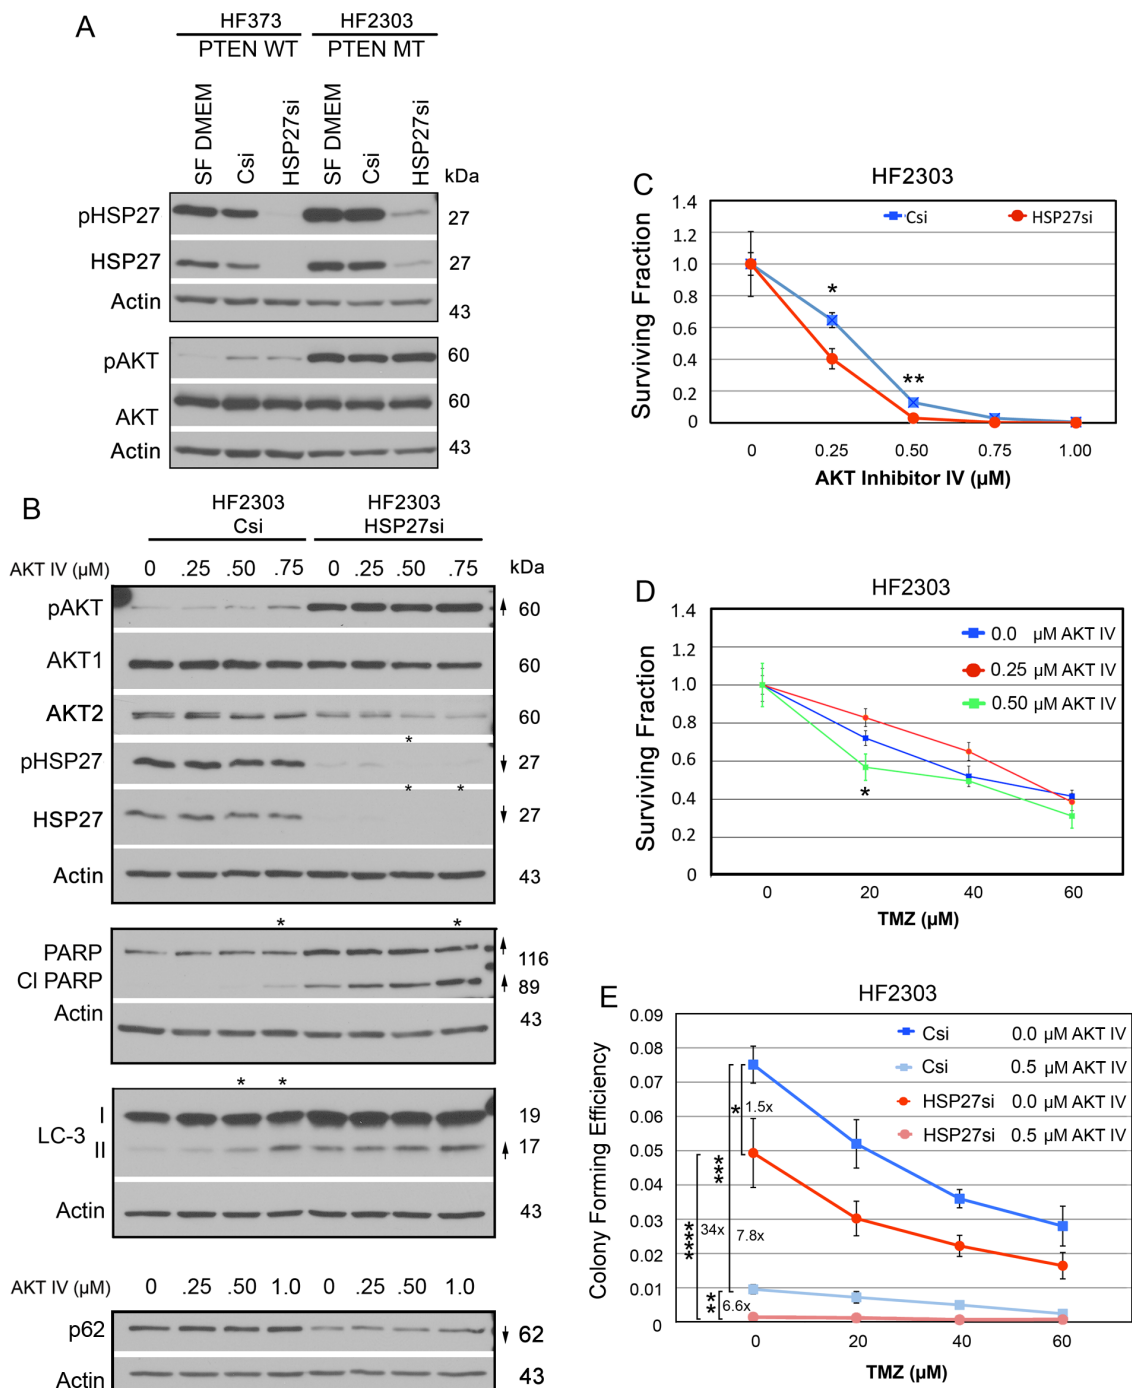 A
HF373 HF2303
PTEN WT PTEN MT
SF DMEM Csi HSP27si SF DMEM Csi HSP27si kDa
pHSP27 27
HSP27 27
Actin 43
pAKT 60
AKT 60
Actin 43
B
HF2303 HF2303
Csi HSP27si
AKT IV (µM) 0 .25 .50 .75 0 .25 .50 .75 kDa
pAKT 60
AKT1 60
AKT2 60
*
pHSP27 27
* *
HSP27 27
Actin 43
* *
PARP 116
Cl PARP 89
Actin 43
* *
I 19
LC-3
II 17
Actin 43
AKT IV (µM) 0 .25 .50 1.0 0 .25 .50 1.0
p62 62
Actin 43
C
HF2303
Csi HSP27si
Surviving Fraction
1.4
1.2
1.0
0.8
0.6
0.4
0.2
0
*
**
0 0.25 0.50 0.75 1.00
AKT Inhibitor IV (µM)
D
HF2303
0.0 µM AKT IV
0.25 µM AKT IV
0.50 µM AKT IV
Surviving Fraction
1.4
1.2
1.0
0.8
0.6
0.4
0.2
0
*
0 20 40 60
TMZ (µM)
E
HF2303
Csi 0.0 µM AKT IV
Csi 0.5 µM AKT IV
HSP27si 0.0 µM AKT IV
HSP27si 0.5 µM AKT IV
Colony Forming Efficiency
0.09
0.08
0.07
0.06
0.05
0.04
0.03
0.02
0.01
0
* 1.5x
*** 7.8x
**** 34x
** 6.6x
0 20 40 60
TMZ (µM)